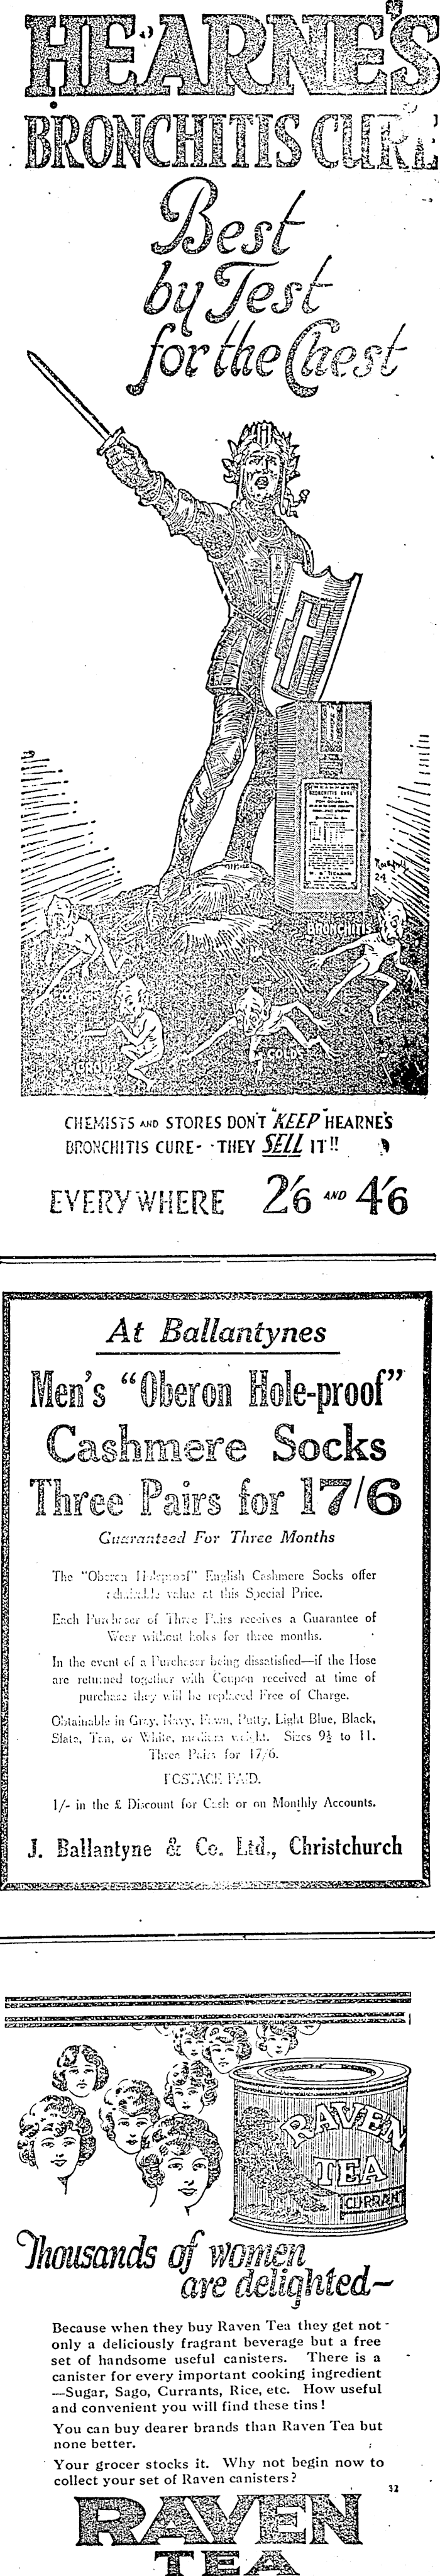 HEARNE'S
BRONCHITIS CURE
Best
by Test
for the Chest
BRONCHITIS CURE
24
BRONCHITIS
CROUP
COLDS
CHEMISTS AND STORES DON'T "KEEP" HEARNE'S
BRONCHITIS CURE - - THEY SELL IT!!
EVERYWHERE 2/6 AND 4/6
At Ballantynes
Men's "Oberon Hole-proof"
Cashmere Socks
Three Pairs for 17/6
Guaranteed For Three Months
The "Oberon Holeproof" English Cashmere Socks offer
value at this Special Price.
Each Purchaser of Three Pairs receives a Guarantee of
Wear without holes for three months.
In the event of a Purchaser being dissatisfied—if the Hose
are returned together with Coupon received at time of
purchase they will be replaced Free of Charge.
Obtainable in Gray, Navy, Fawn, Putty, Light Blue, Black,
Slate, Tan, or White, medium weight. Sizes 9½ to 11.
Three Pairs for 17/6.
POSTAGE PAID.
1/- in the £ Discount for Cash or on Monthly Accounts.
J. Ballantyne & Co. Ltd., Christchurch
RAVEN
TEA
CURRANT
Thousands of women
are delighted~
Because when they buy Raven Tea they get not
only a deliciously fragrant beverage but a free
set of handsome useful canisters. There is a
canister for every important cooking ingredient
—Sugar, Sago, Currants, Rice, etc. How useful
and convenient you will find these tins!
You can buy dearer brands than Raven Tea but
none better.
Your grocer stocks it. Why not begin now to
collect your set of Raven canisters?
32
RAVEN
TEA